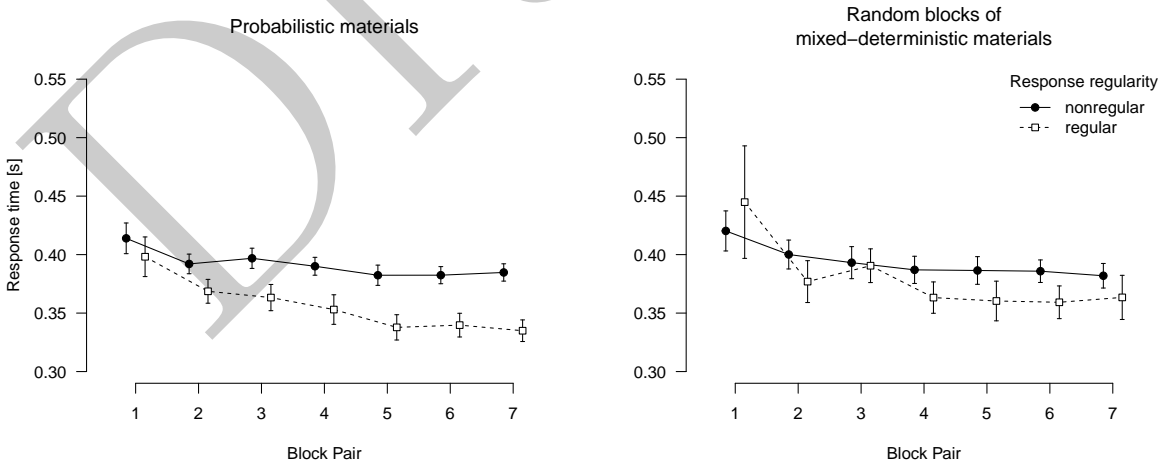 Probabilistic materials
Response time [s]
0.55
0.50
0.45
0.40
0.35
0.30
1 2 3 4 5 6 7
Block Pair
Random blocks of
mixed−deterministic materials
Response regularity
nonregular
regular
0.55
0.50
0.45
0.40
0.35
0.30
1 2 3 4 5 6 7
Block Pair